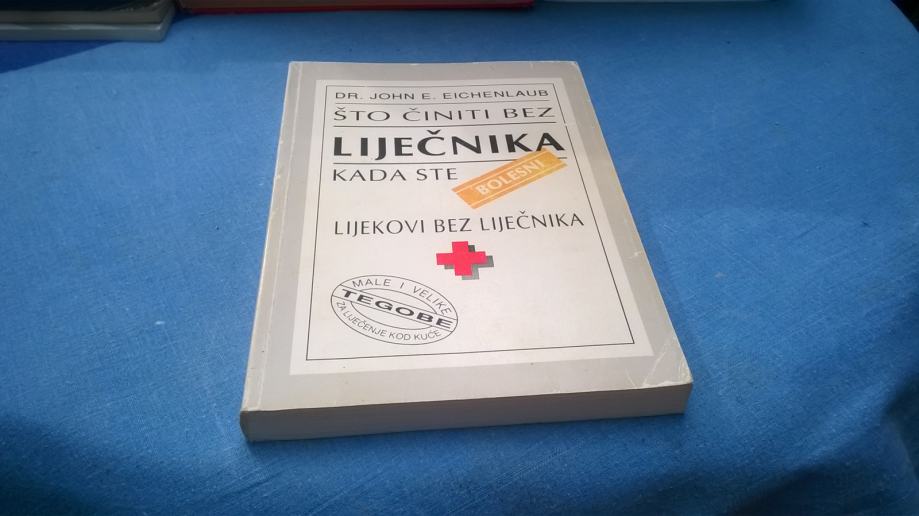 DR. JOHN E. EICHENLAUB
ŠTO ČINITI BEZ
LIJEČNIKA
KADA STE
BOLESNI
LIJEKOVI BEZ LIJEČNIKA
MALE I VELIKE
TEGOBE
ZA LIJEČENJE KOD KUĆE